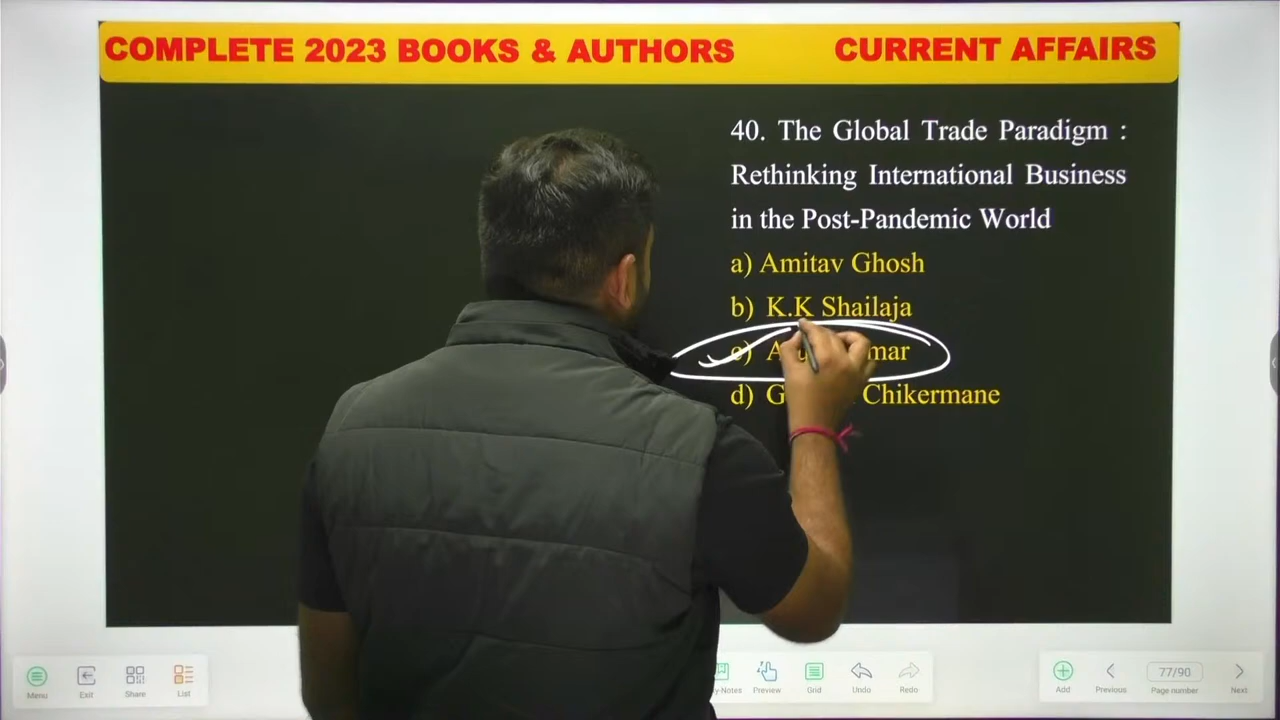 COMPLETE 2023 BOOKS & AUTHORS CURRENT AFFAIRS
40. The Global Trade Paradigm :
Rethinking International Business
in the Post-Pandemic World
a) Amitav Ghosh
b) K.K Shailaja
c)
d) Chikermane
Menu
Exit
Share
List
Preview
Grid
Undo
Redo
Add
Previous
77/90
Page number
Next